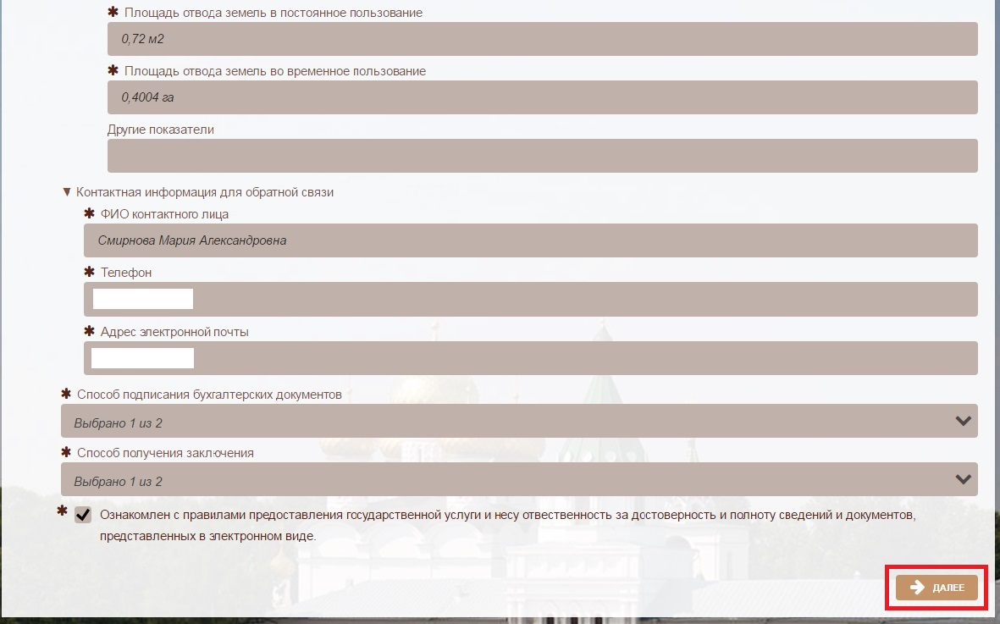 ✱ Площадь отвода земель в постоянное пользование
0,72 м2
✱ Площадь отвода земель во временное пользование
0,4004 га
Другие показатели
▼ Контактная информация для обратной связи
✱ ФИО контактного лица
Смирнова Мария Александровна
✱ Телефон
✱ Адрес электронной почты
✱ Способ подписания бухгалтерских документов
Выбрано 1 из 2
✱ Способ получения заключения
Выбрано 1 из 2
✱ Ознакомлен с правилами предоставления государственной услуги и несу отвественность за достоверность и полноту сведений и документов,
представленных в электронном виде.
ДАЛЕЕ